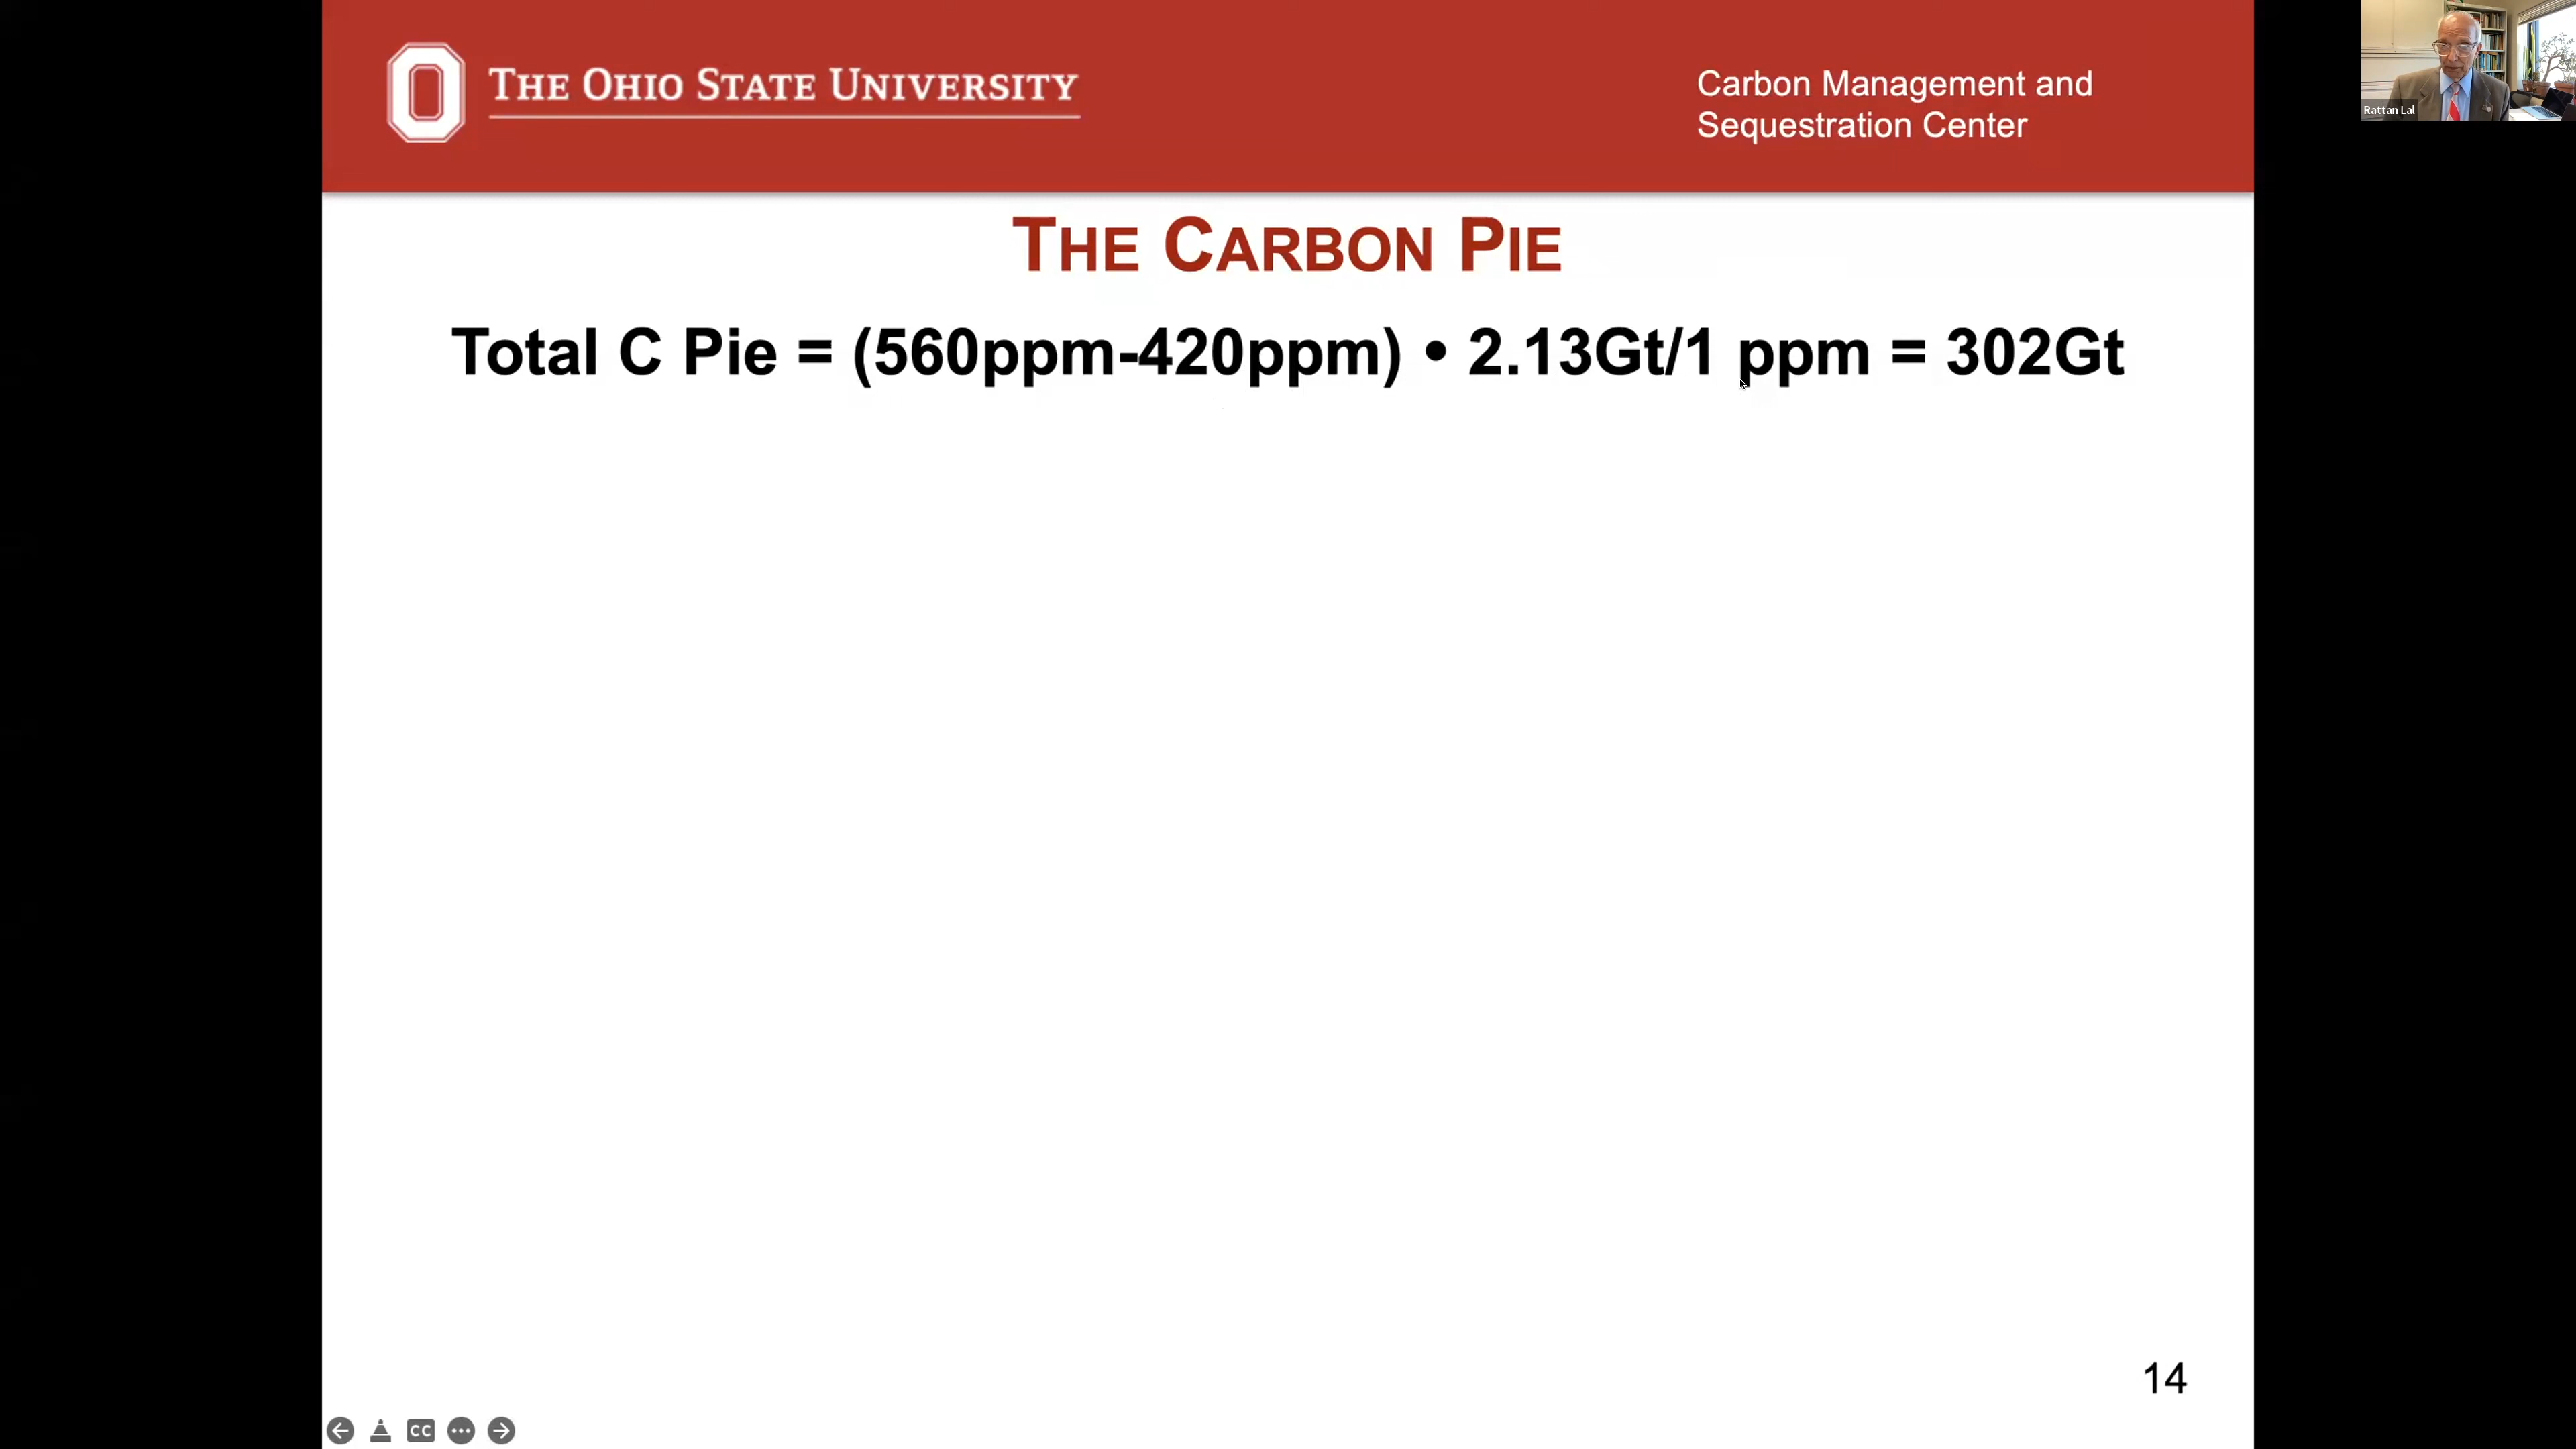 THE OHIO STATE UNIVERSITY
Carbon Management and
Sequestration Center
Rattan Lal
THE CARBON PIE
Total C Pie = (560ppm-420ppm) • 2.13Gt/1 ppm = 302Gt
14
CC